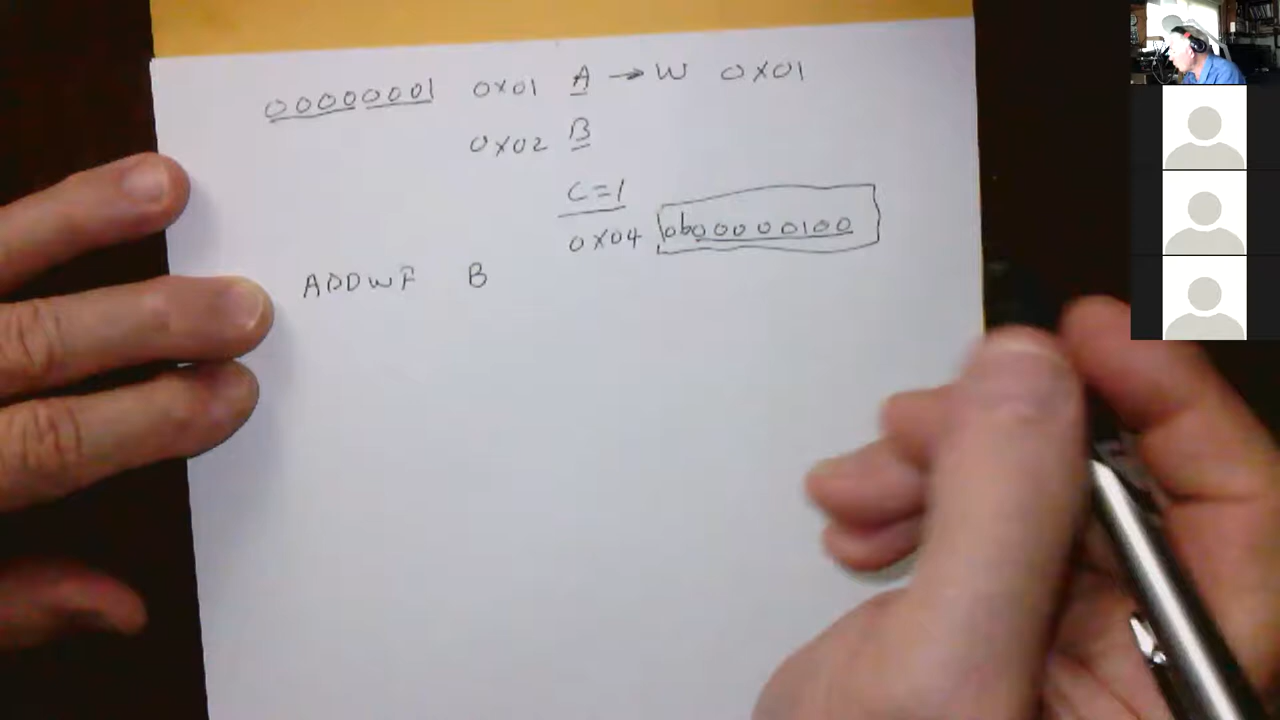 00000001 0x01 A → W 0x01
0x02 B
C=1
0x04 0b00000100
ADDWF B